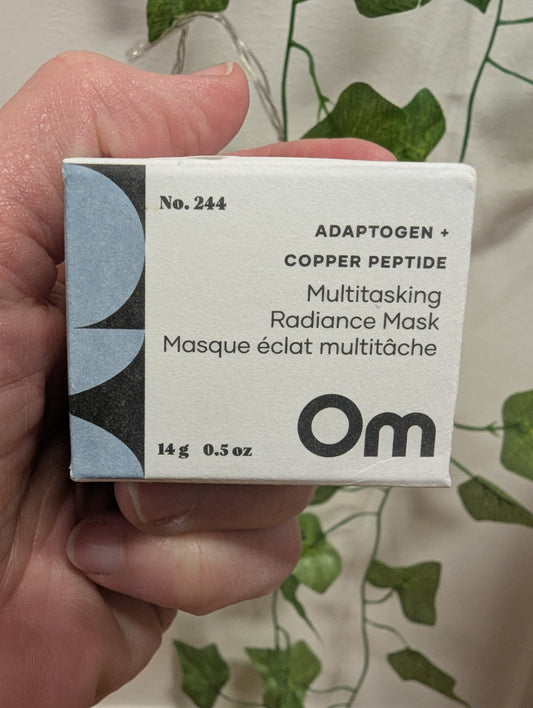 No. 244
ADAPTOGEN +
COPPER PEPTIDE
Multitasking
Radiance Mask
Masque éclat multitâche
Om
14 g 0.5 oz